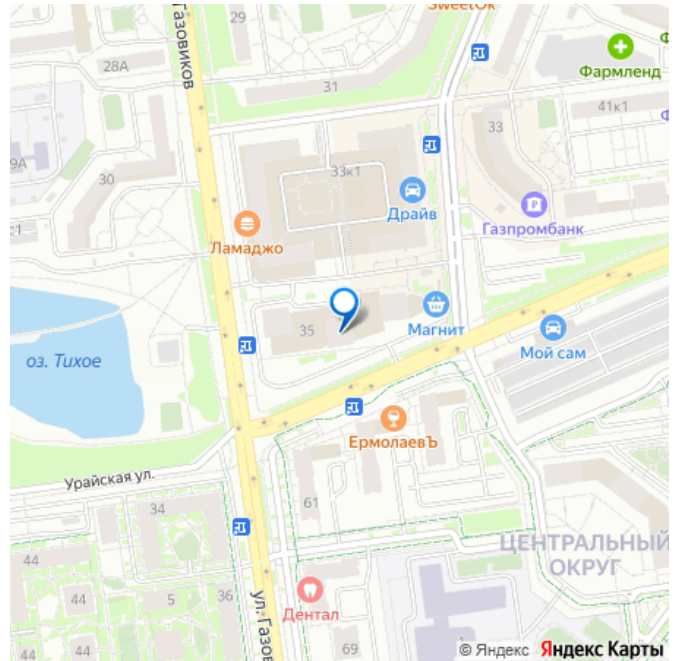 SweetOk
29
Газовиков
28А
Фармленд
31
41к1
33
9А
33к1
30
Драйв
Газпромбанк
Ламаджо
с1
Магнит
35
Мой сам
оз. Тихое
ЕрмолаевЪ
Урайская ул.
61
34
ЦЕНТРАЛЬНЫЙ
ОКРУГ
44
44
5
36
ул. Газов
Дентал
44
69
© Яндекс Яндекс Карты